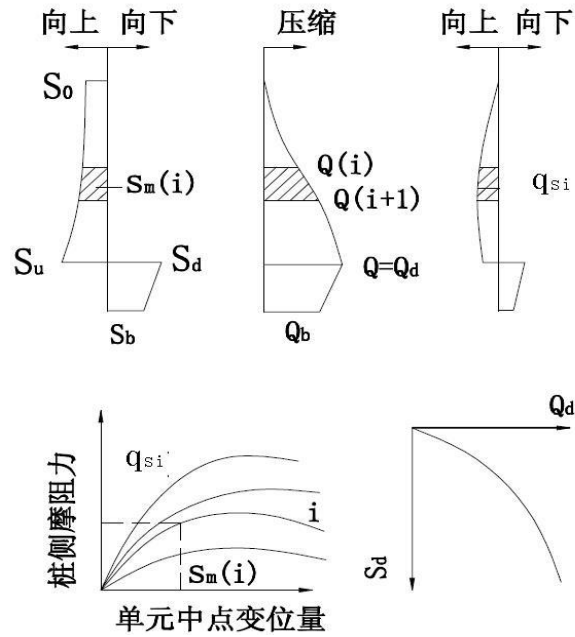 向上 向下
压缩
向上 向下
S0
Q(i)
Sm(i)
Q(i+1)
qsi
Su
Sd
Q=Qd
Sb
Qb
qsi
i
Sm(i)
桩侧摩阻力
单元中点变位量
Qd
Sd